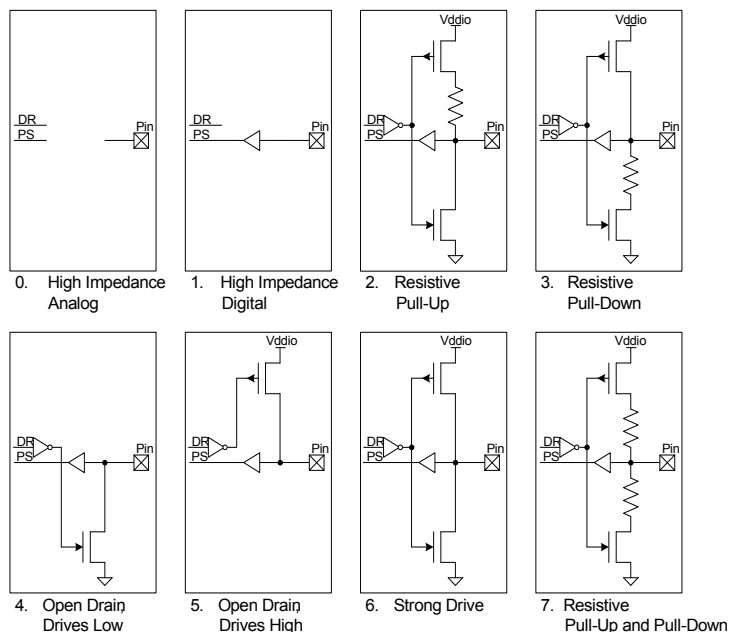 Vddio Vddio
DR PS Pin
DR PS Pin
DR PS Pin
DR PS Pin
0. High Impedance Analog
1. High Impedance Digital
2. Resistive Pull-Up
3. Resistive Pull-Down
Vddio Vddio Vddio
DR PS Pin
DR PS Pin
DR PS Pin
DR PS Pin
4. Open Drain, Drives Low
5. Open Drain, Drives High
6. Strong Drive
7. Resistive Pull-Up and Pull-Down